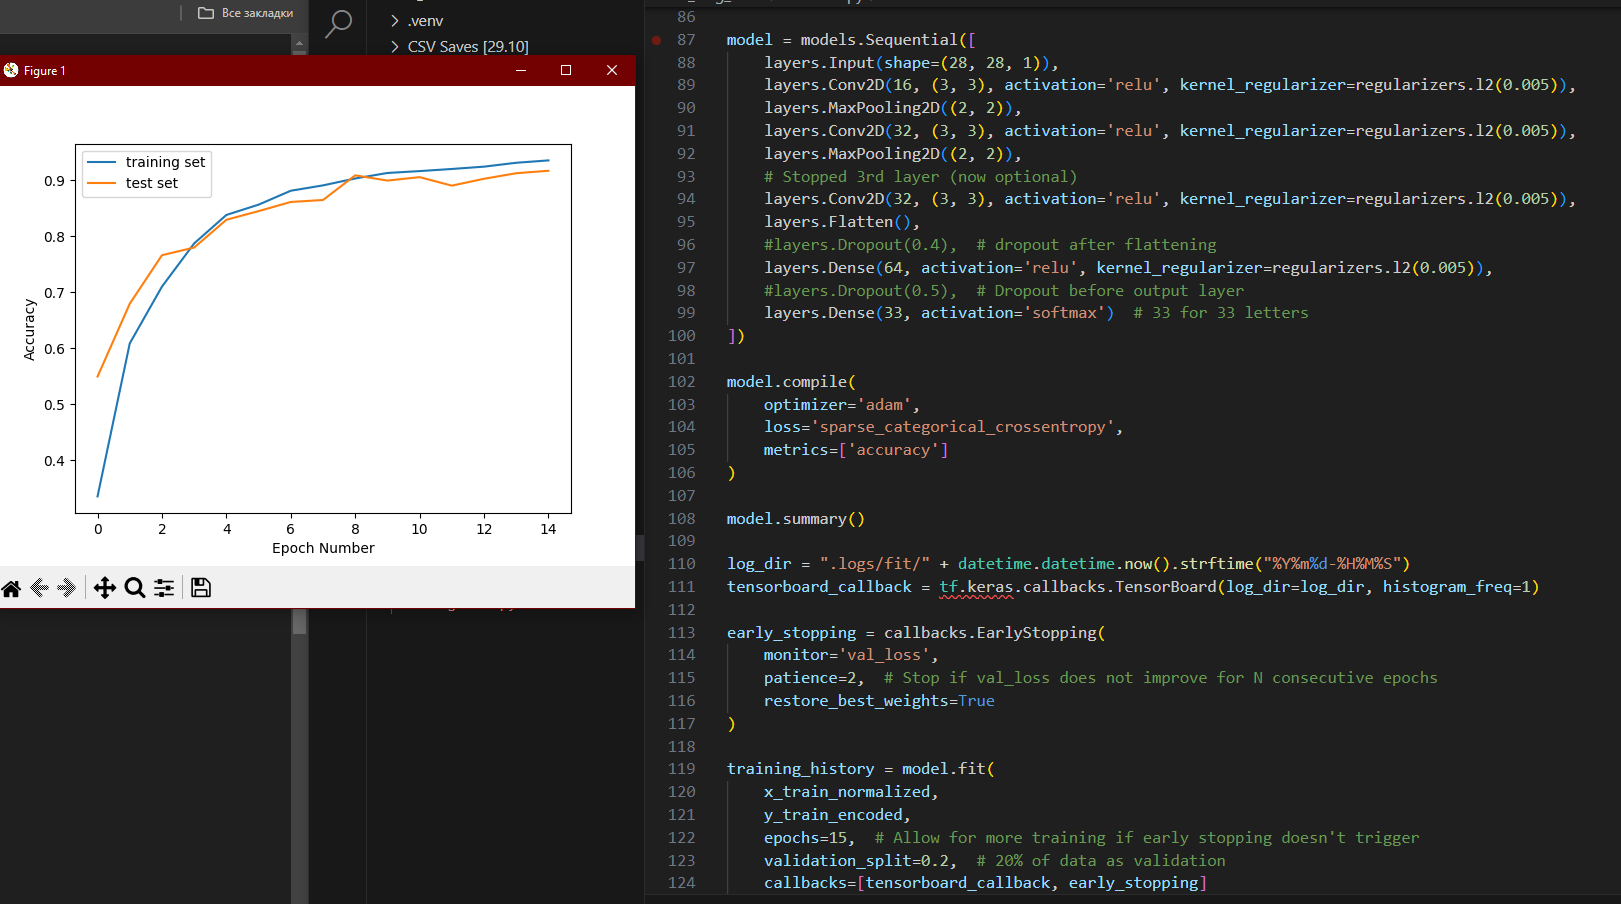 Все закладки
.venv
CSV Saves [29.10]
Figure 1
training set
test set
0.9
0.8
0.7
0.6
0.5
0.4
Accuracy
0 2 4 6 8 10 12 14
Epoch Number
86
87 model = models.Sequential([
88 layers.Input(shape=(28, 28, 1)),
89 layers.Conv2D(16, (3, 3), activation='relu', kernel_regularizer=regularizers.l2(0.005)),
90 layers.MaxPooling2D((2, 2)),
91 layers.Conv2D(32, (3, 3), activation='relu', kernel_regularizer=regularizers.l2(0.005)),
92 layers.MaxPooling2D((2, 2)),
93 # Stopped 3rd layer (now optional)
94 layers.Conv2D(32, (3, 3), activation='relu', kernel_regularizer=regularizers.l2(0.005)),
95 layers.Flatten(),
96 #layers.Dropout(0.4),  # dropout after flattening
97 layers.Dense(64, activation='relu', kernel_regularizer=regularizers.l2(0.005)),
98 #layers.Dropout(0.5),  # Dropout before output layer
99 layers.Dense(33, activation='softmax')  # 33 for 33 letters
100 ])
101
102 model.compile(
103 optimizer='adam',
104 loss='sparse_categorical_crossentropy',
105 metrics=['accuracy']
106 )
107
108 model.summary()
109
110 log_dir = ".logs/fit/" + datetime.datetime.now().strftime("%Y%m%d-%H%M%S")
111 tensorboard_callback = tf.keras.callbacks.TensorBoard(log_dir=log_dir, histogram_freq=1)
112
113 early_stopping = callbacks.EarlyStopping(
114 monitor='val_loss',
115 patience=2,  # Stop if val_loss does not improve for N consecutive epochs
116 restore_best_weights=True
117 )
118
119 training_history = model.fit(
120 x_train_normalized,
121 y_train_encoded,
122 epochs=15,  # Allow for more training if early stopping doesn't trigger
123 validation_split=0.2,  # 20% of data as validation
124 callbacks=[tensorboard_callback, early_stopping]